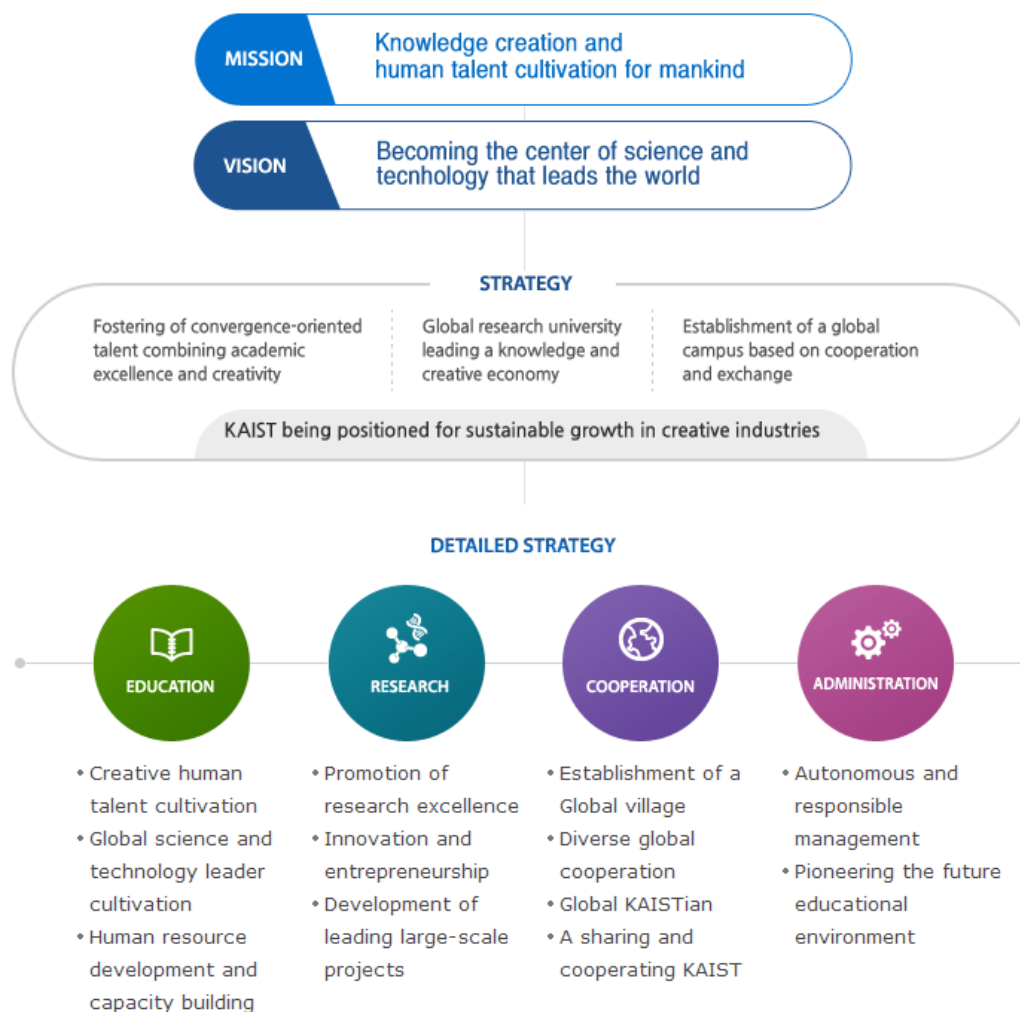 MISSION
Knowledge creation and
human talent cultivation for mankind
VISION
Becoming the center of science and
tecnhology that leads the world
STRATEGY
Fostering of convergence-oriented
talent combining academic
excellence and creativity
Global research university
leading a knowledge and
creative economy
Establishment of a global
campus based on cooperation
and exchange
KAIST being positioned for sustainable growth in creative industries
DETAILED STRATEGY
EDUCATION
• Creative human
talent cultivation
• Global science and
technology leader
cultivation
• Human resource
development and
capacity building
RESEARCH
• Promotion of
research excellence
• Innovation and
entrepreneurship
• Development of
leading large-scale
projects
COOPERATION
• Establishment of a
Global village
• Diverse global
cooperation
• Global KAISTian
• A sharing and
cooperating KAIST
ADMINISTRATION
• Autonomous and
responsible
management
• Pioneering the future
educational
environment